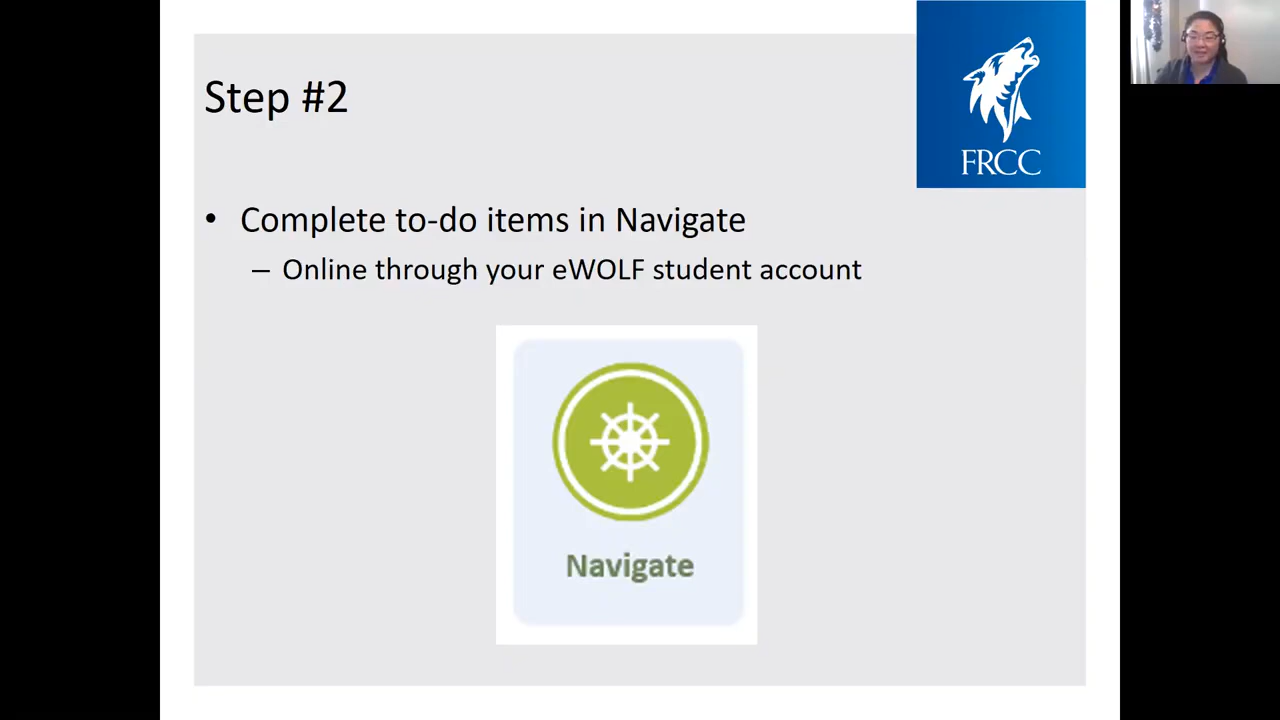 Step #2
FRCC
• Complete to-do items in Navigate
– Online through your eWOLF student account
Navigate